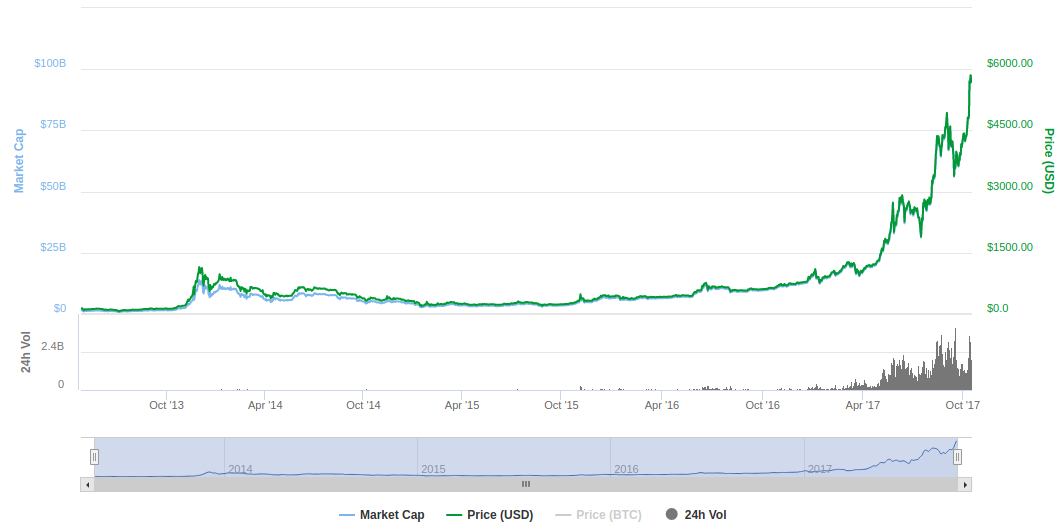 $100B
$6000.00
$75B
$4500.00
Market Cap
Price (USD)
$50B
$3000.00
$25B
$1500.00
$0
$0.0
24h Vol
2.4B
0
Oct '13
Apr '14
Oct '14
Apr '15
Oct '15
Apr '16
Oct '16
Apr '17
Oct '17
2014
2015
2016
2017
Market Cap
Price (USD)
Price (BTC)
24h Vol